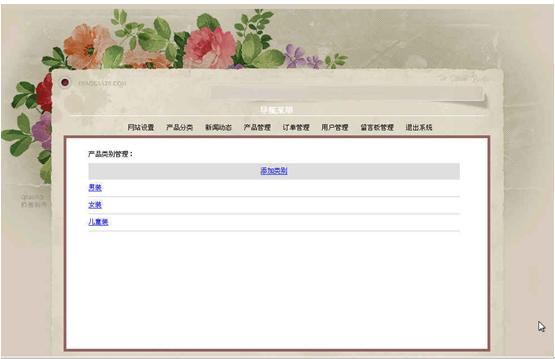 导航菜单
网站设置 产品分类 新闻动态 产品管理 订单管理 用户管理 留言板管理 退出系统
产品类别管理：
添加类别
男装
女装
儿童装